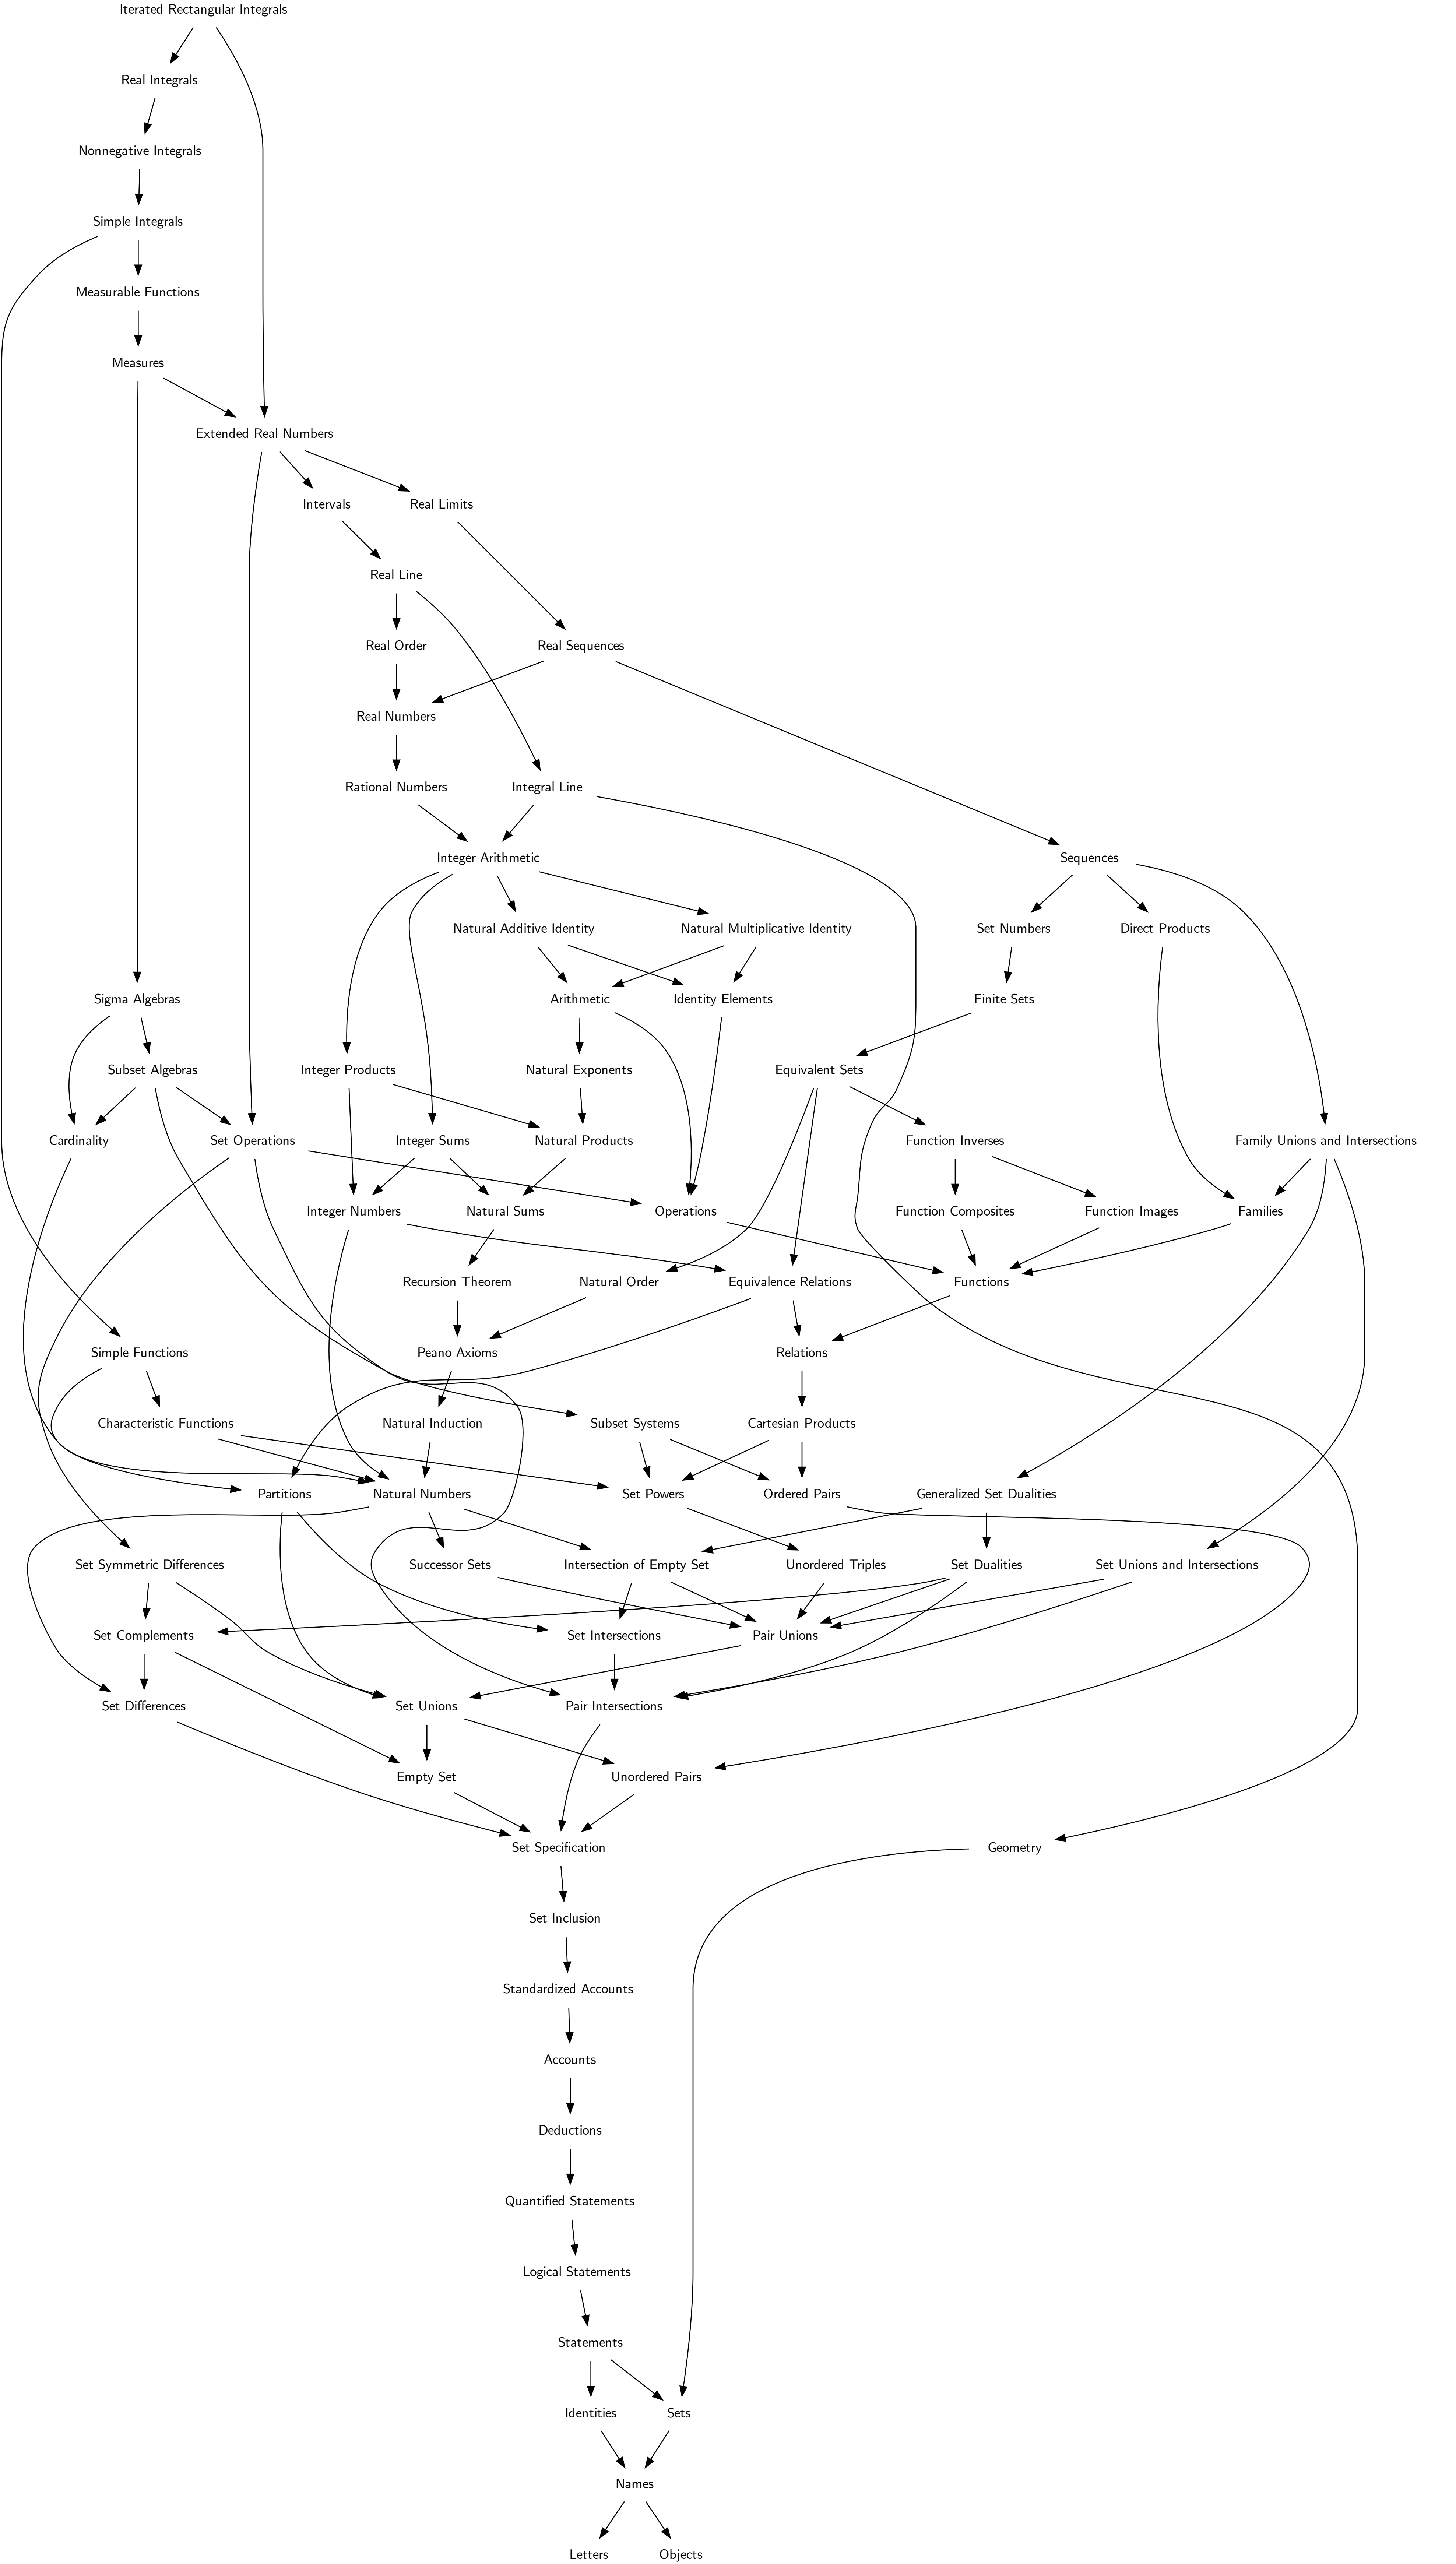 Iterated Rectangular Integrals
Real Integrals
Nonnegative Integrals
Simple Integrals
Measurable Functions
Measures
Extended Real Numbers
Intervals
Real Limits
Real Line
Real Order
Real Sequences
Real Numbers
Rational Numbers
Integral Line
Integer Arithmetic
Sequences
Natural Additive Identity
Natural Multiplicative Identity
Set Numbers
Direct Products
Sigma Algebras
Arithmetic
Identity Elements
Finite Sets
Subset Algebras
Integer Products
Natural Exponents
Equivalent Sets
Cardinality
Set Operations
Integer Sums
Natural Products
Function Inverses
Family Unions and Intersections
Integer Numbers
Natural Sums
Operations
Function Composites
Function Images
Families
Recursion Theorem
Natural Order
Equivalence Relations
Functions
Simple Functions
Peano Axioms
Relations
Characteristic Functions
Natural Induction
Subset Systems
Cartesian Products
Partitions
Natural Numbers
Set Powers
Ordered Pairs
Generalized Set Dualities
Set Symmetric Differences
Successor Sets
Intersection of Empty Set
Unordered Triples
Set Dualities
Set Unions and Intersections
Set Complements
Set Intersections
Pair Unions
Set Differences
Set Unions
Pair Intersections
Empty Set
Unordered Pairs
Set Specification
Geometry
Set Inclusion
Standardized Accounts
Accounts
Deductions
Quantified Statements
Logical Statements
Statements
Identities
Sets
Names
Letters
Objects